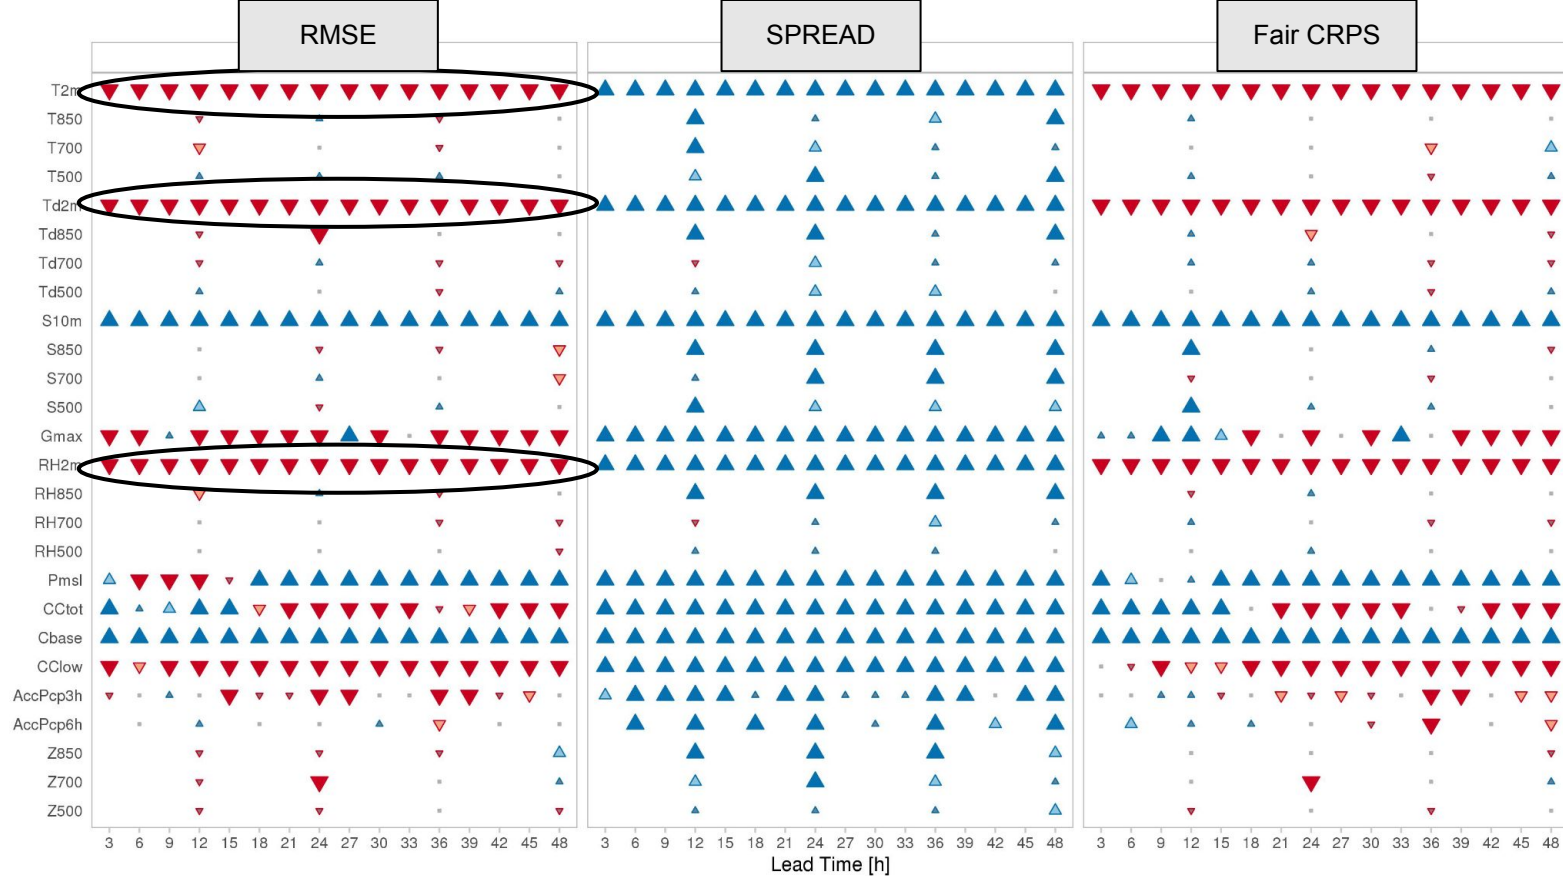 RMSE SPREAD Fair CRPS
T2m
T850
T700
T500
Td2m
Td850
Td700
Td500
S10m
S850
S700
S500
Gmax
RH2m
RH850
RH700
RH500
Pmsl
CCtot
Cbase
CClow
AccPcp3h
AccPcp6h
Z850
Z700
Z500
3 6 9 12 15 18 21 24 27 30 33 36 39 42 45 48 3 6 9 12 15 18 21 24 27 30 33 36 39 42 45 48 3 6 9 12 15 18 21 24 27 30 33 36 39 42 45 48
Lead Time [h]